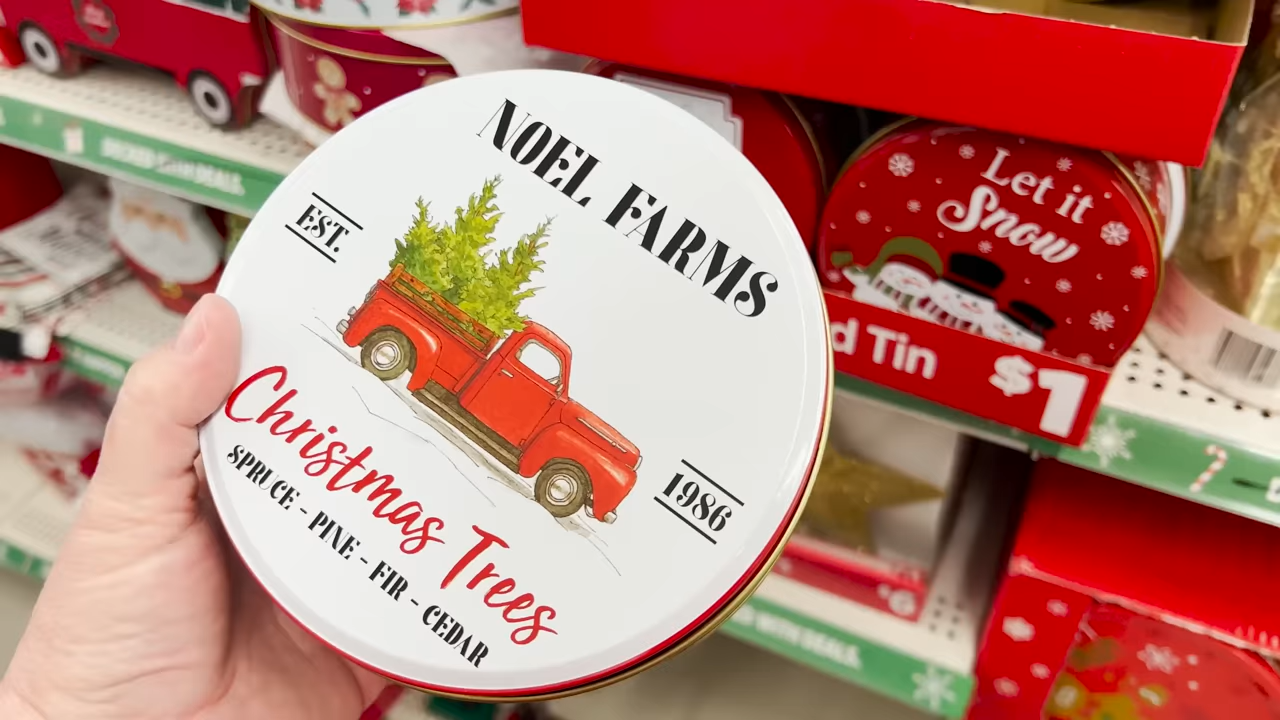 NOEL FARMS
EST.
1986
Christmas Trees
SPRUCE - PINE - FIR - CEDAR
Let it
Snow
d Tin
$1